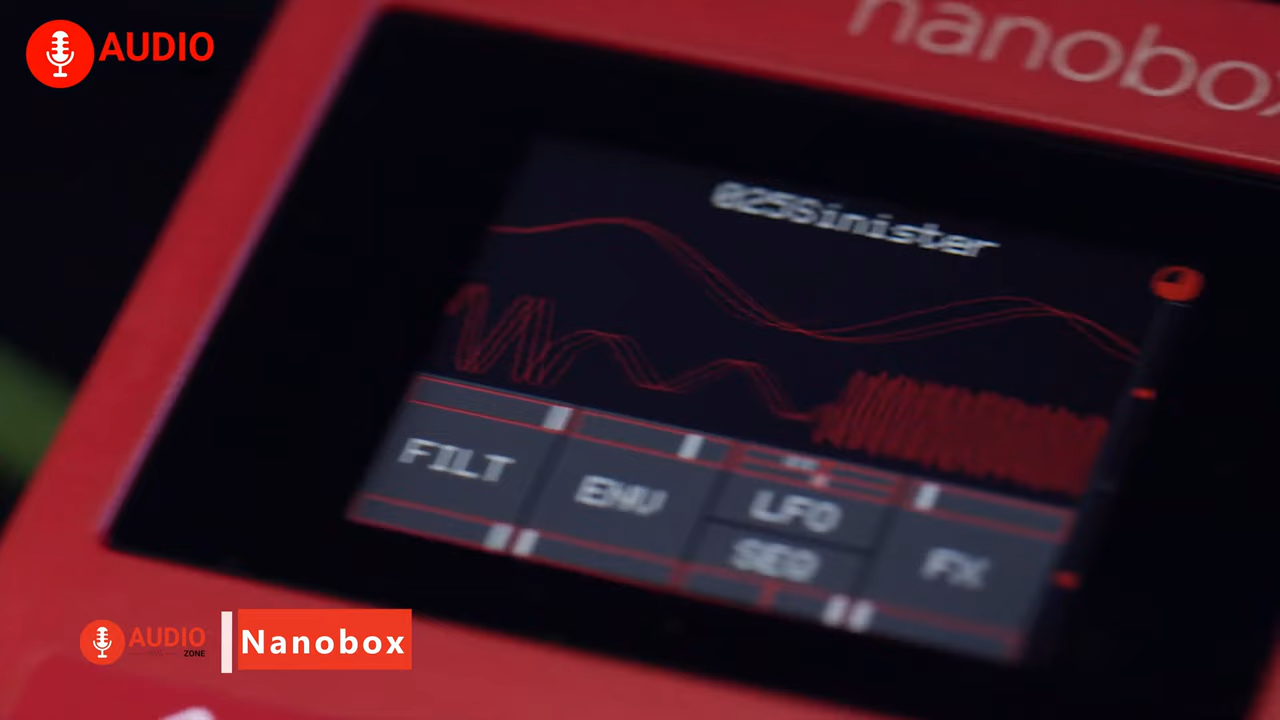 AUDIO
nanobox
025Sinister
FILT
ENV
LFO
SEQ
FX
AUDIO
ZONE
Nanobox